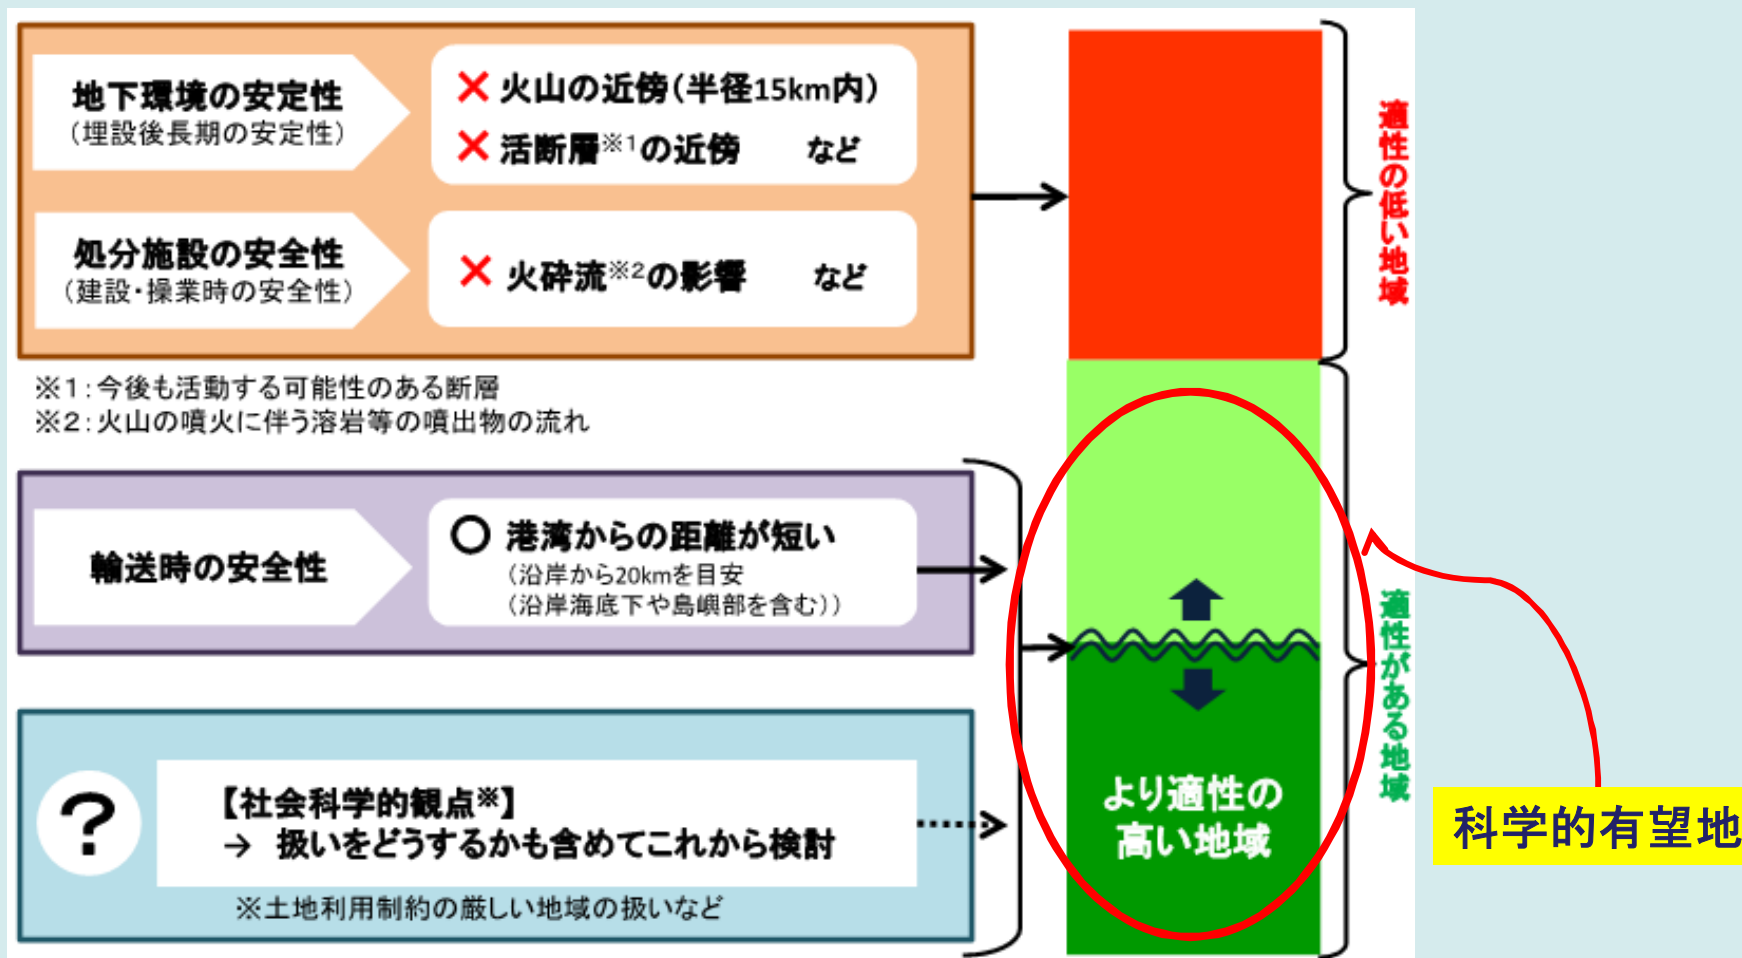 地下環境の安定性
（埋設後長期の安定性）
× 火山の近傍（半径15km内）
× 活断層※1の近傍　など
処分施設の安全性
（建設・操業時の安全性）
× 火砕流※2の影響　など
※１：今後も活動する可能性のある断層
※２：火山の噴火に伴う溶岩等の噴出物の流れ
輸送時の安全性
○ 港湾からの距離が短い
（沿岸から20kmを目安
（沿岸海底下や島嶼部を含む））
?
【社会科学的観点※】
→ 扱いをどうするかも含めてこれから検討
※土地利用制約の厳しい地域の扱いなど
適性の低い地域
適性がある地域
より適性の
高い地域
科学的有望地